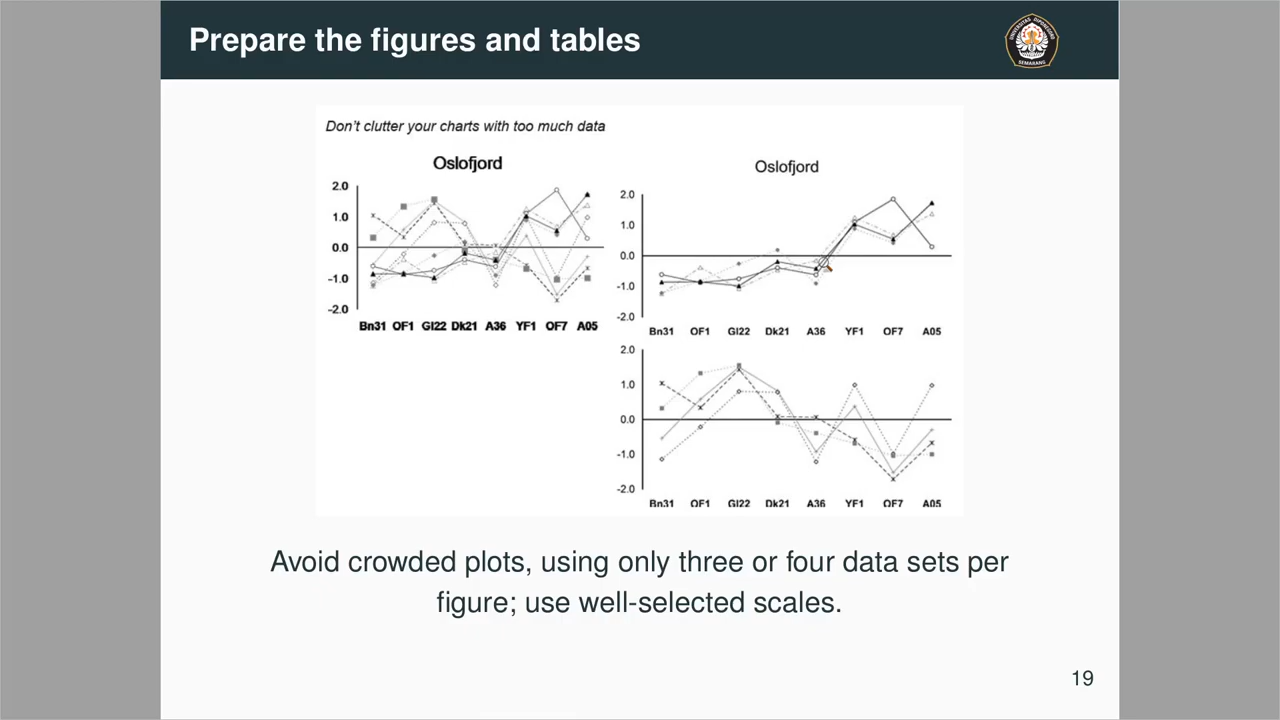 Prepare the figures and tables
UNIVERSITAS DIPONEGORO
SEMARANG
Don't clutter your charts with too much data
Oslofjord
2.0
1.0
0.0
-1.0
-2.0
Bn31 OF1 Gl22 Dk21 A36 YF1 OF7 A05
Oslofjord
2.0
1.0
0.0
-1.0
-2.0
Bn31 OF1 Gl22 Dk21 A36 YF1 OF7 A05
2.0
1.0
0.0
-1.0
-2.0
Bn31 OF1 Gl22 Dk21 A36 YF1 OF7 A05
Avoid crowded plots, using only three or four data sets per
figure; use well-selected scales.
19